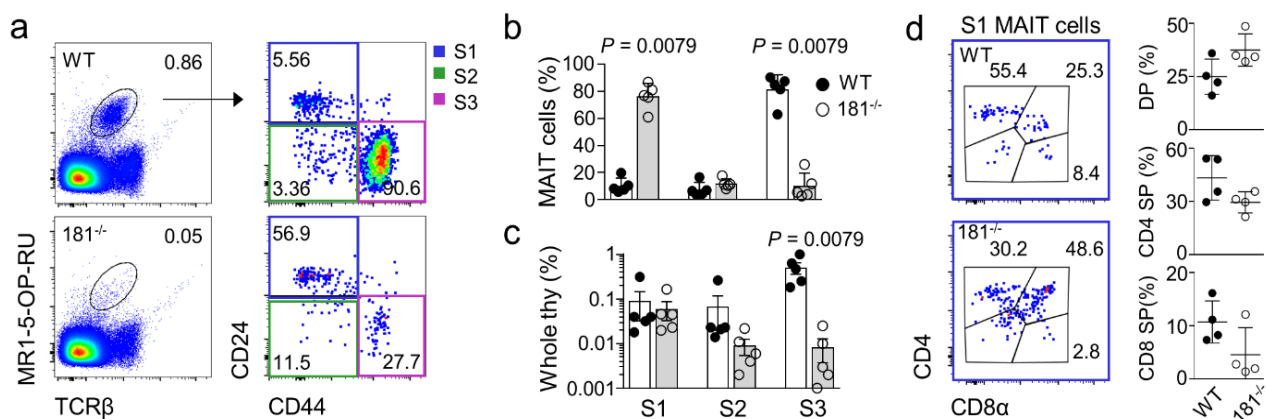 a
WT
0.86
5.56
3.36
90.6
S1
S2
S3
181-/-
0.05
56.9
11.5
27.7
MR1-5-OP-RU
TCRβ
CD24
CD44
b
P = 0.0079
P = 0.0079
MAIT cells (%)
100
80
60
40
20
0
WT
181-/-
c
P = 0.0079
Whole thy (%)
1
0.1
0.01
0.001
S1
S2
S3
d
S1 MAIT cells
WT
55.4
25.3
8.4
181-/-
30.2
48.6
2.8
CD4
CD8α
DP (%)
50
25
0
CD4 SP (%)
60
30
0
CD8 SP(%)
20
10
0
WT
181-/-